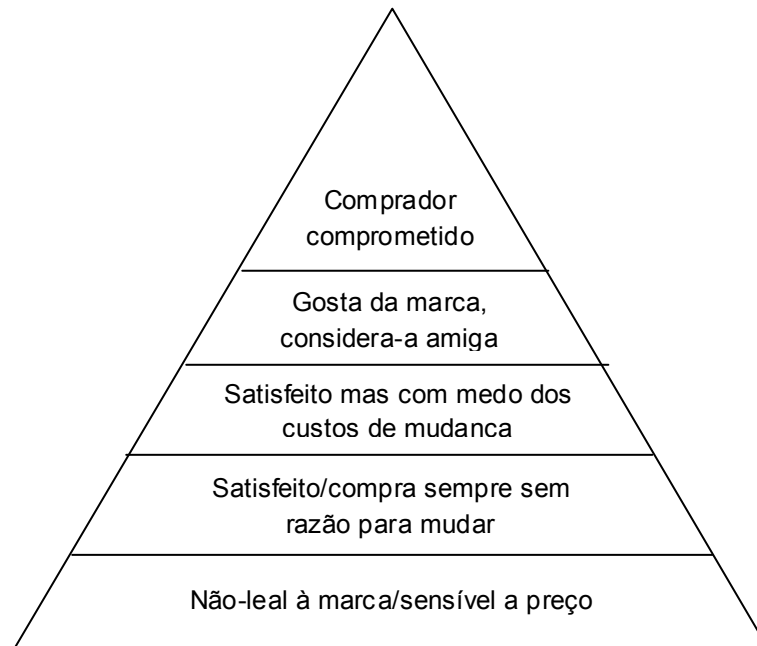 Comprador
comprometido
Gosta da marca,
considera-a amiga
Satisfeito mas com medo dos
custos de mudanca
Satisfeito/compra sempre sem
razão para mudar
Não-leal à marca/sensível a preço